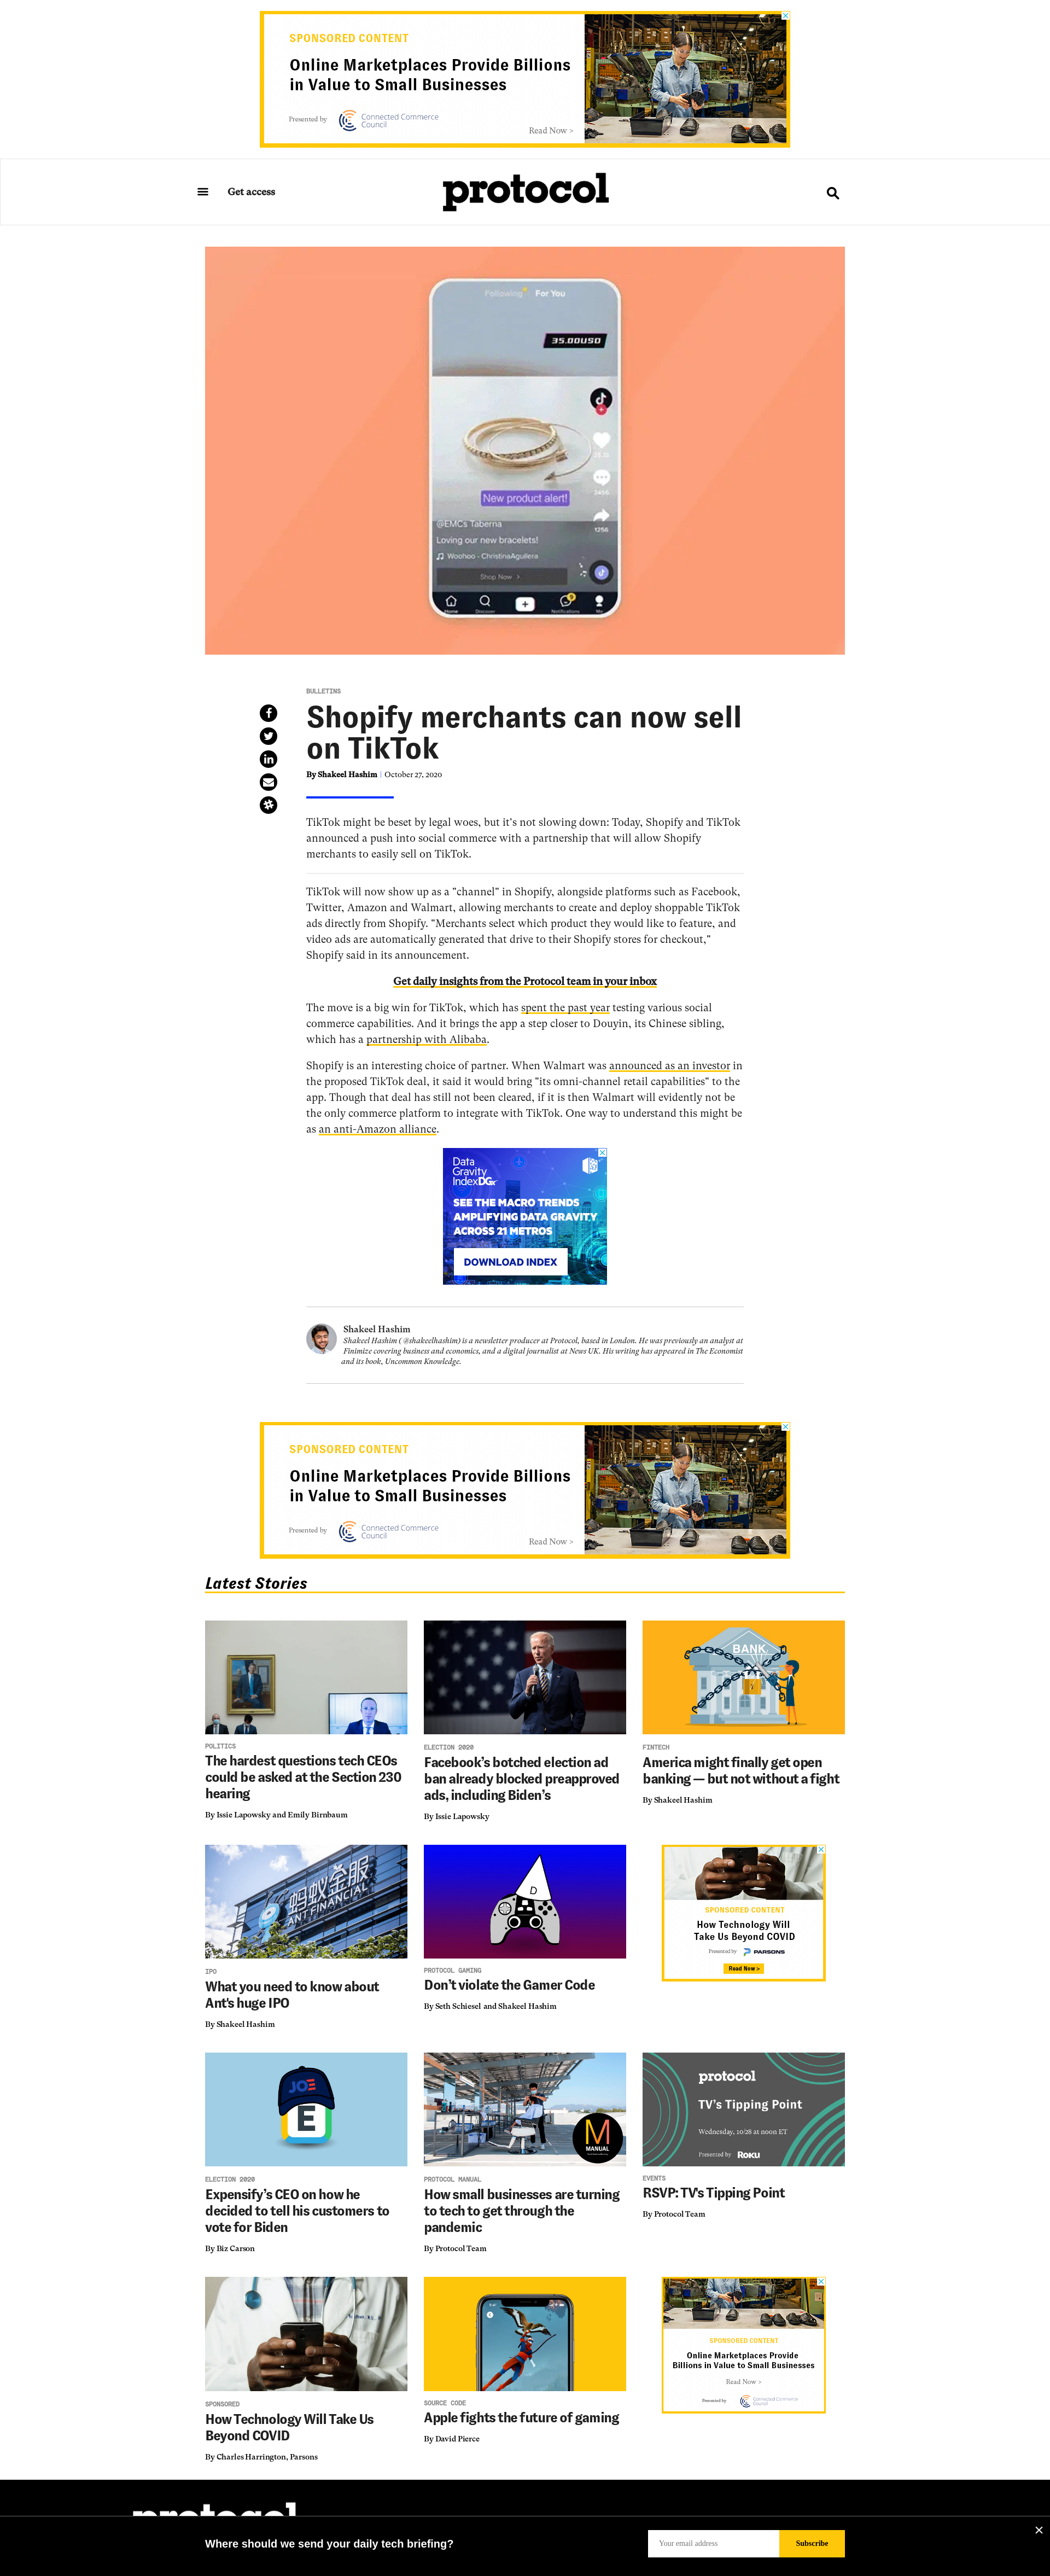 SPONSORED CONTENT
Online Marketplaces Provide Billions
in Value to Small Businesses
Presented by
Connected Commerce
Council
Read Now >
Get access
protocol
Following
For You
35.00USD
New product alert!
@EMCs Taberna
Loving our new bracelets!
Woohoo - ChristinaAguilera
Shop Now >
Home
Discover
Notifications
Me
BULLETINS
Shopify merchants can now sell
on TikTok
By Shakeel Hashim | October 27, 2020
TikTok might be beset by legal woes, but it's not slowing down: Today, Shopify and TikTok
announced a push into social commerce with a partnership that will allow Shopify
merchants to easily sell on TikTok.
TikTok will now show up as a "channel" in Shopify, alongside platforms such as Facebook,
Twitter, Amazon and Walmart, allowing merchants to create and deploy shoppable TikTok
ads directly from Shopify. "Merchants select which product they would like to feature, and
video ads are automatically generated that drive to their Shopify stores for checkout,"
Shopify said in its announcement.
Get daily insights from the Protocol team in your inbox
The move is a big win for TikTok, which has spent the past year testing various social
commerce capabilities. And it brings the app a step closer to Douyin, its Chinese sibling,
which has a partnership with Alibaba.
Shopify is an interesting choice of partner. When Walmart was announced as an investor in
the proposed TikTok deal, it said it would bring "its omni-channel retail capabilities" to the
app. Though that deal has still not been cleared, if it is then Walmart will evidently not be
the only commerce platform to integrate with TikTok. One way to understand this might be
as an anti-Amazon alliance.
Data
Gravity
Index DGx
SEE THE MACRO TRENDS
AMPLIFYING DATA GRAVITY
ACROSS 21 METROS
DOWNLOAD INDEX
Shakeel Hashim
Shakeel Hashim ( @shakeelhashim) is a newsletter producer at Protocol, based in London. He was previously an analyst at
Finimize covering business and economics, and a digital journalist at News UK. His writing has appeared in The Economist
and its book, Uncommon Knowledge.
SPONSORED CONTENT
Online Marketplaces Provide Billions
in Value to Small Businesses
Presented by
Connected Commerce
Council
Read Now >
Latest Stories
BANK
POLITICS
The hardest questions tech CEOs
could be asked at the Section 230
hearing
By Issie Lapowsky and Emily Birnbaum
ELECTION 2020
Facebook's botched election ad
ban already blocked preapproved
ads, including Biden's
By Issie Lapowsky
FINTECH
America might finally get open
banking — but not without a fight
By Shakeel Hashim
蚂蚁金服
ANT FINANCIAL
IPO
What you need to know about
Ant's huge IPO
By Shakeel Hashim
D
PROTOCOL GAMING
Don't violate the Gamer Code
By Seth Schiesel and Shakeel Hashim
SPONSORED CONTENT
How Technology Will
Take Us Beyond COVID
Presented by
PARSONS
Read Now >
JOE
E
ELECTION 2020
Expensify's CEO on how he
decided to tell his customers to
vote for Biden
By Biz Carson
M
MANUAL
PROTOCOL MANUAL
How small businesses are turning
to tech to get through the
pandemic
By Protocol Team
protocol
TV's Tipping Point
Wednesday, 10/28 at noon ET
Presented by
ROKU
EVENTS
RSVP: TV's Tipping Point
By Protocol Team
SPONSORED
How Technology Will Take Us
Beyond COVID
By Charles Harrington, Parsons
SOURCE CODE
Apple fights the future of gaming
By David Pierce
SPONSORED CONTENT
Online Marketplaces Provide
Billions in Value to Small Businesses
Read Now >
Presented by
Connected Commerce
Council
protocol
Where should we send your daily tech briefing?
Your email address
Subscribe